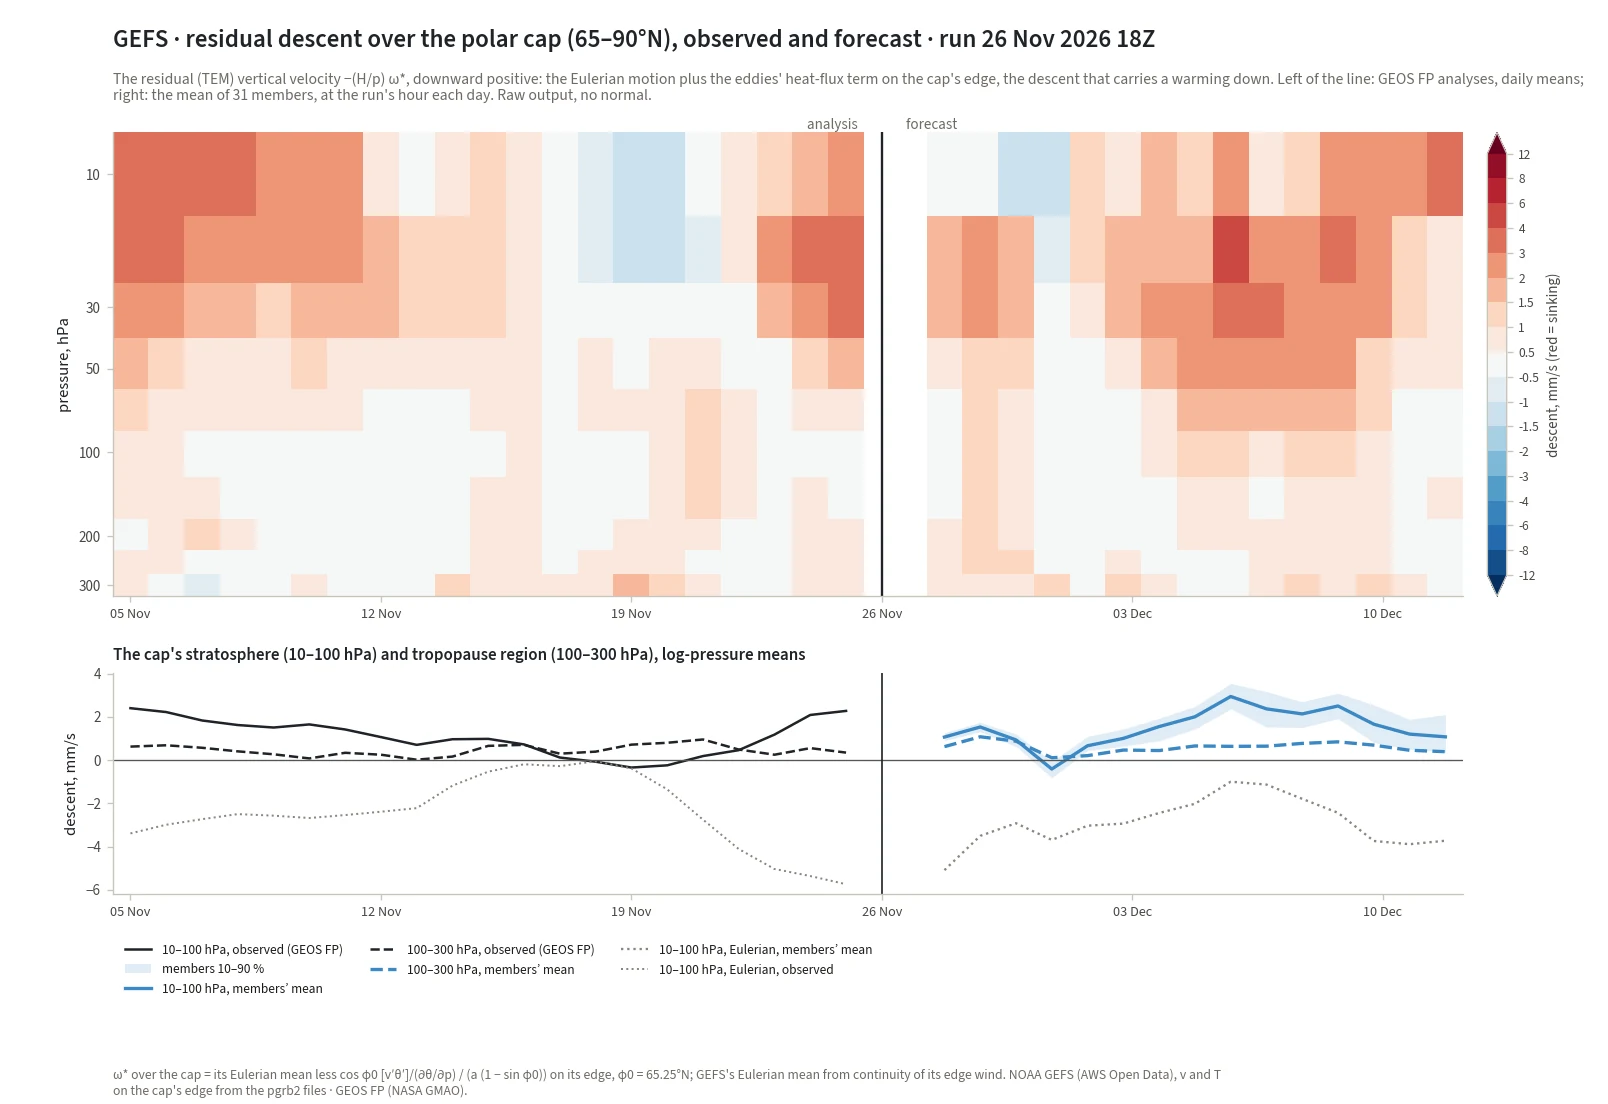 GEFS · residual descent over the polar cap (65–90°N), observed and forecast · run 26 Nov 2026 18Z
The residual (TEM) vertical velocity −(H/p) ω*, downward positive: the Eulerian motion plus the eddies' heat-flux term on the cap's edge, the descent that carries a warming down. Left of the line: GEOS FP analyses, daily means;
right: the mean of 31 members, at the run's hour each day. Raw output, no normal.
analysis
forecast
pressure, hPa
10
30
50
100
200
300
05 Nov
12 Nov
19 Nov
26 Nov
03 Dec
10 Dec
12
8
6
4
3
2
1.5
1
0.5
-0.5
-1
-1.5
-2
-3
-4
-6
-8
-12
descent, mm/s (red = sinking)
The cap's stratosphere (10–100 hPa) and tropopause region (100–300 hPa), log-pressure means
descent, mm/s
4
2
0
−2
−4
−6
05 Nov
12 Nov
19 Nov
26 Nov
03 Dec
10 Dec
10–100 hPa, observed (GEOS FP)
members 10–90 %
10–100 hPa, members’ mean
100–300 hPa, observed (GEOS FP)
100–300 hPa, members’ mean
10–100 hPa, Eulerian, members’ mean
10–100 hPa, Eulerian, observed
ω* over the cap = its Eulerian mean less cos φ0 [v′θ′]/(∂θ/∂p) / (a (1 − sin φ0)) on its edge, φ0 = 65.25°N; GEFS's Eulerian mean from continuity of its edge wind. NOAA GEFS (AWS Open Data), v and T
on the cap's edge from the pgrb2 files · GEOS FP (NASA GMAO).